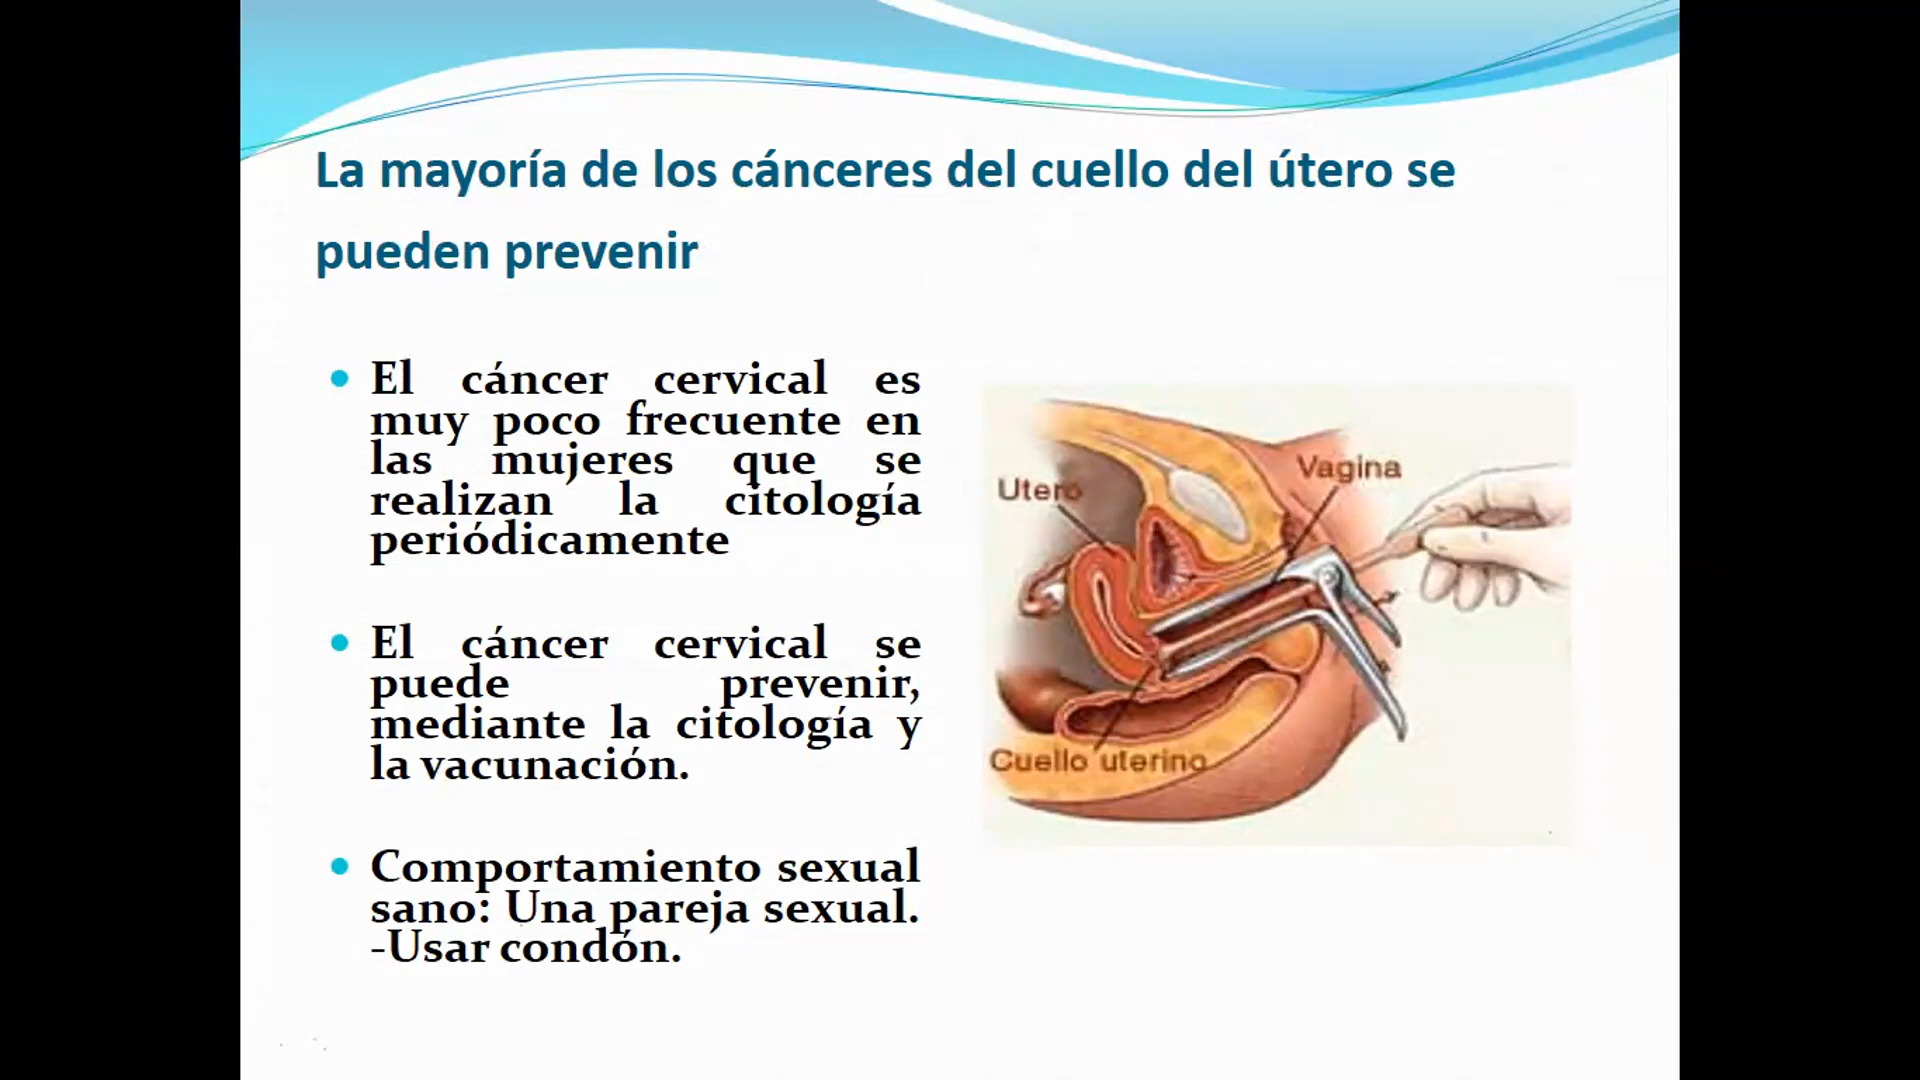 La mayoría de los cánceres del cuello del útero se
pueden prevenir
El cáncer cervical es
muy poco frecuente en
las mujeres que se
realizan la citología
periódicamente
El cáncer cervical se
puede prevenir,
mediante la citología y
la vacunación.
Comportamiento sexual
sano: Una pareja sexual.
-Usar condón.
Utero
Vagina
Cuello uterino